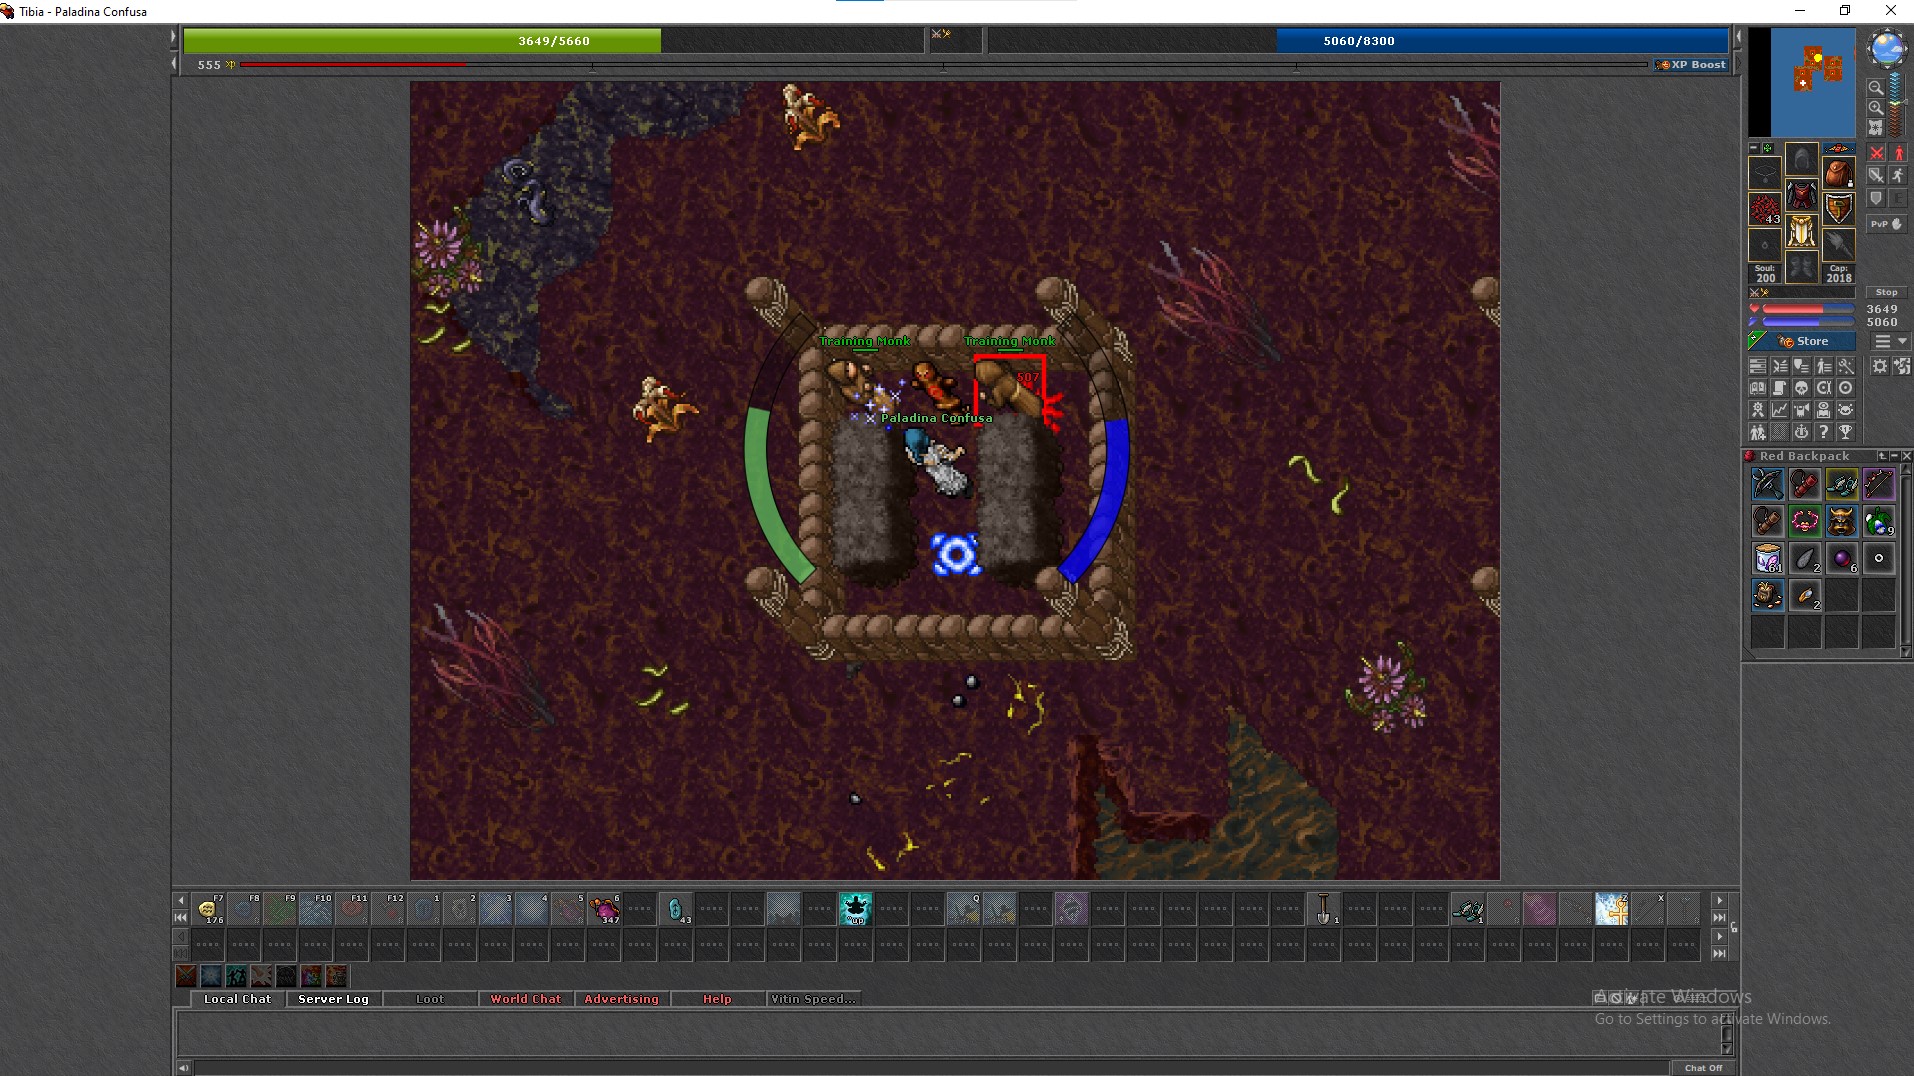 Tibia - Paladina Confusa
3649/5660
5060/8300
555 XP
XP Boost
Training Monk
Training Monk
507
Paladina Confusa
43
Soul:
200
Cap:
2018
PvP
Stop
3649
5060
Store
Red Backpack
9
61
2
6
2
F7
F8
F9
F10
F11
F12
1
2
3
4
5
6
Q
Z
X
176
347
43
"up
1
1
Local Chat
Server Log
Loot
World Chat
Advertising
Help
Vitin Speed...
Activate Windows
Go to Settings to activate Windows.
Chat Off